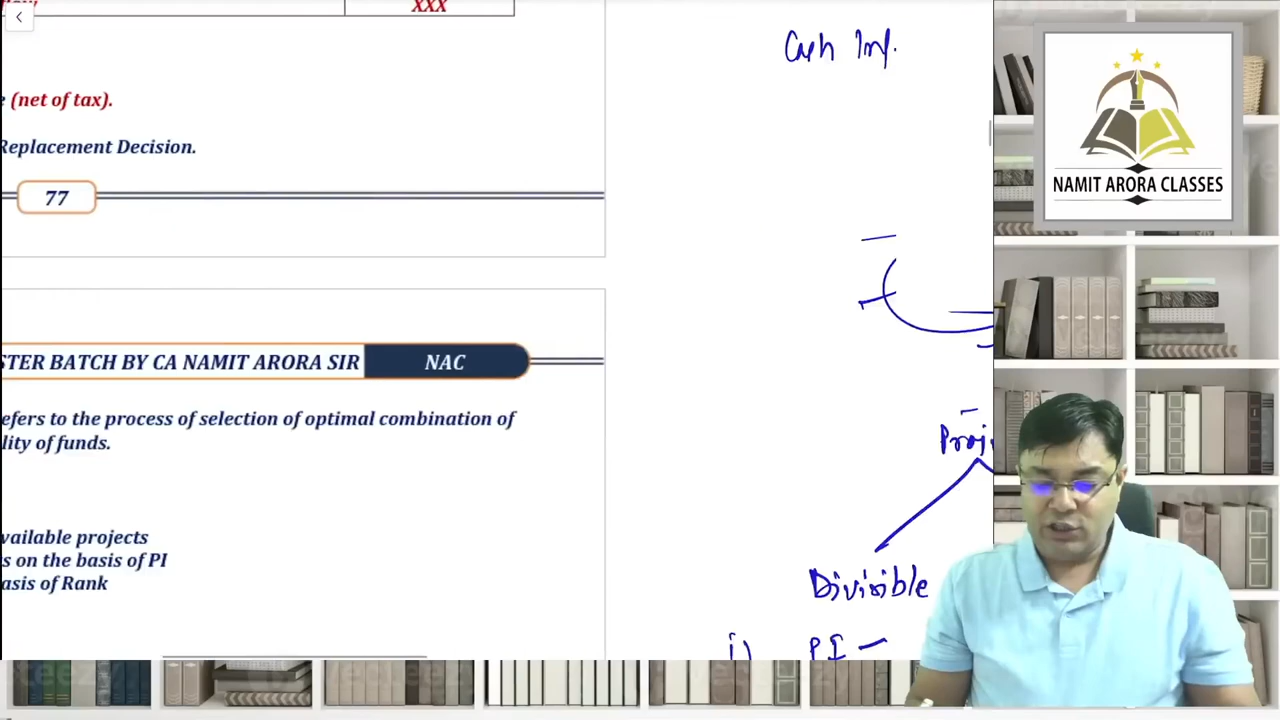 XXX
(net of tax).
Replacement Decision.
77
STER BATCH BY CA NAMIT ARORA SIR NAC
efers to the process of selection of optimal combination of
lity of funds.
vailable projects
s on the basis of PI
asis of Rank
Cash Inf.
Proj
Divisible
i) PI –
NAMIT ARORA CLASSES